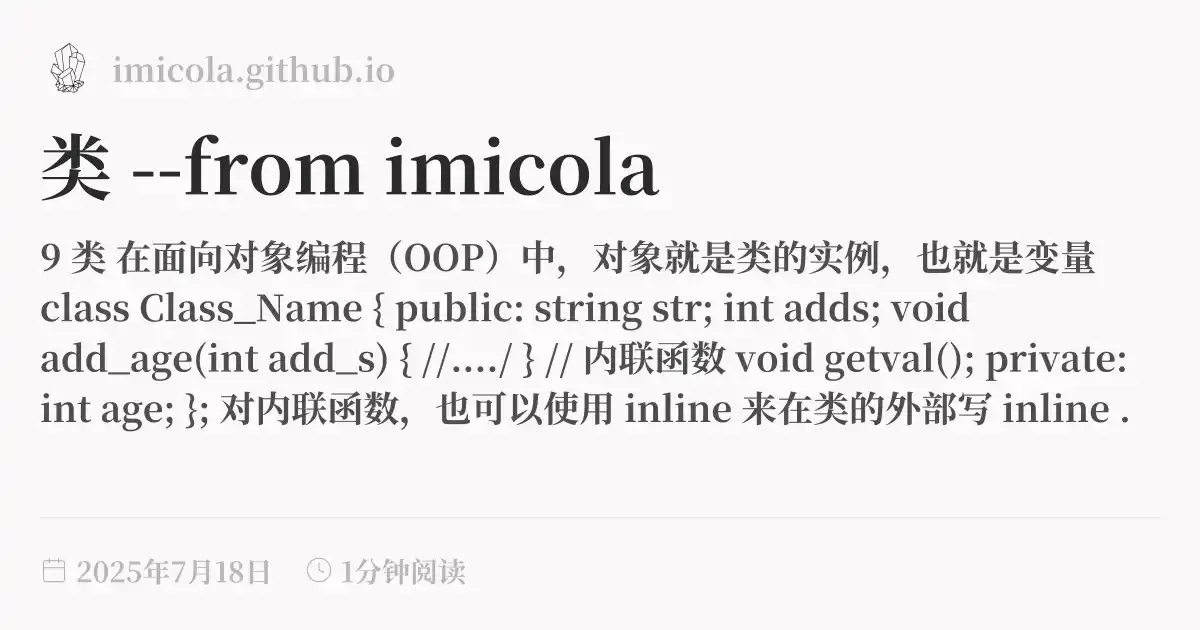 imicola.github.io
类 --from imicola
9 类 在面向对象编程（OOP）中，对象就是类的实例，也就是变量
class Class_Name { public: string str; int adds; void
add_age(int add_s) { //..../ } // 内联函数 void getval(); private:
int age; }; 对内联函数，也可以使用 inline 来在类的外部写 inline .
2025年7月18日 1分钟阅读